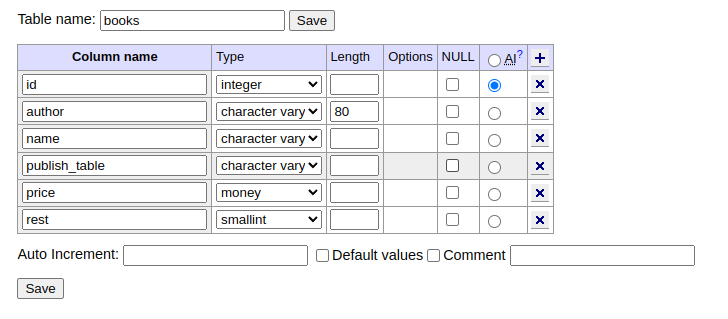 Table name: books Save
Column name Type Length Options NULL AI?
id integer
author character vary 80
name character vary
publish_table character vary
price money
rest smallint
Auto Increment: Default values Comment
Save